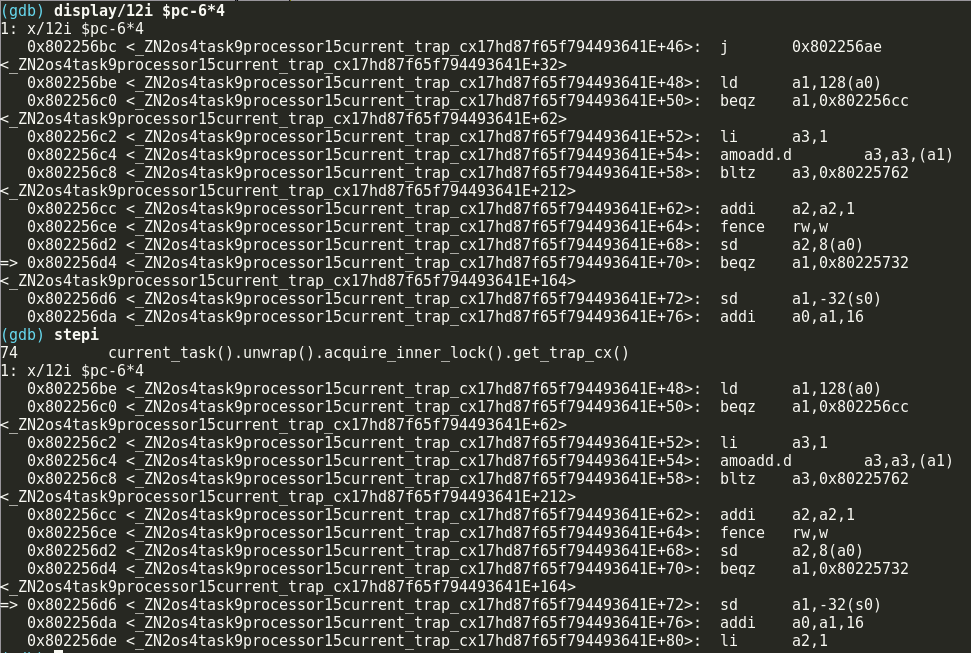 (gdb) display/12i $pc-6*4
1: x/12i $pc-6*4
   0x802256bc <_ZN2os4task9processor15current_trap_cx17hd87f65f794493641E+46>:	j	0x802256ae
<_ZN2os4task9processor15current_trap_cx17hd87f65f794493641E+32>
   0x802256be <_ZN2os4task9processor15current_trap_cx17hd87f65f794493641E+48>:	ld	a1,128(a0)
   0x802256c0 <_ZN2os4task9processor15current_trap_cx17hd87f65f794493641E+50>:	beqz	a1,0x802256cc
<_ZN2os4task9processor15current_trap_cx17hd87f65f794493641E+62>
   0x802256c2 <_ZN2os4task9processor15current_trap_cx17hd87f65f794493641E+52>:	li	a3,1
   0x802256c4 <_ZN2os4task9processor15current_trap_cx17hd87f65f794493641E+54>:	amoadd.d	a3,a3,(a1)
   0x802256c8 <_ZN2os4task9processor15current_trap_cx17hd87f65f794493641E+58>:	bltz	a3,0x80225762
<_ZN2os4task9processor15current_trap_cx17hd87f65f794493641E+212>
   0x802256cc <_ZN2os4task9processor15current_trap_cx17hd87f65f794493641E+62>:	addi	a2,a2,1
   0x802256ce <_ZN2os4task9processor15current_trap_cx17hd87f65f794493641E+64>:	fence	rw,w
   0x802256d2 <_ZN2os4task9processor15current_trap_cx17hd87f65f794493641E+68>:	sd	a2,8(a0)
=> 0x802256d4 <_ZN2os4task9processor15current_trap_cx17hd87f65f794493641E+70>:	beqz	a1,0x80225732
<_ZN2os4task9processor15current_trap_cx17hd87f65f794493641E+164>
   0x802256d6 <_ZN2os4task9processor15current_trap_cx17hd87f65f794493641E+72>:	sd	a1,-32(s0)
   0x802256da <_ZN2os4task9processor15current_trap_cx17hd87f65f794493641E+76>:	addi	a0,a1,16
(gdb) stepi
74	    current_task().unwrap().acquire_inner_lock().get_trap_cx()
1: x/12i $pc-6*4
   0x802256be <_ZN2os4task9processor15current_trap_cx17hd87f65f794493641E+48>:	ld	a1,128(a0)
   0x802256c0 <_ZN2os4task9processor15current_trap_cx17hd87f65f794493641E+50>:	beqz	a1,0x802256cc
<_ZN2os4task9processor15current_trap_cx17hd87f65f794493641E+62>
   0x802256c2 <_ZN2os4task9processor15current_trap_cx17hd87f65f794493641E+52>:	li	a3,1
   0x802256c4 <_ZN2os4task9processor15current_trap_cx17hd87f65f794493641E+54>:	amoadd.d	a3,a3,(a1)
   0x802256c8 <_ZN2os4task9processor15current_trap_cx17hd87f65f794493641E+58>:	bltz	a3,0x80225762
<_ZN2os4task9processor15current_trap_cx17hd87f65f794493641E+212>
   0x802256cc <_ZN2os4task9processor15current_trap_cx17hd87f65f794493641E+62>:	addi	a2,a2,1
   0x802256ce <_ZN2os4task9processor15current_trap_cx17hd87f65f794493641E+64>:	fence	rw,w
   0x802256d2 <_ZN2os4task9processor15current_trap_cx17hd87f65f794493641E+68>:	sd	a2,8(a0)
   0x802256d4 <_ZN2os4task9processor15current_trap_cx17hd87f65f794493641E+70>:	beqz	a1,0x80225732
<_ZN2os4task9processor15current_trap_cx17hd87f65f794493641E+164>
=> 0x802256d6 <_ZN2os4task9processor15current_trap_cx17hd87f65f794493641E+72>:	sd	a1,-32(s0)
   0x802256da <_ZN2os4task9processor15current_trap_cx17hd87f65f794493641E+76>:	addi	a0,a1,16
   0x802256de <_ZN2os4task9processor15current_trap_cx17hd87f65f794493641E+80>:	li	a2,1